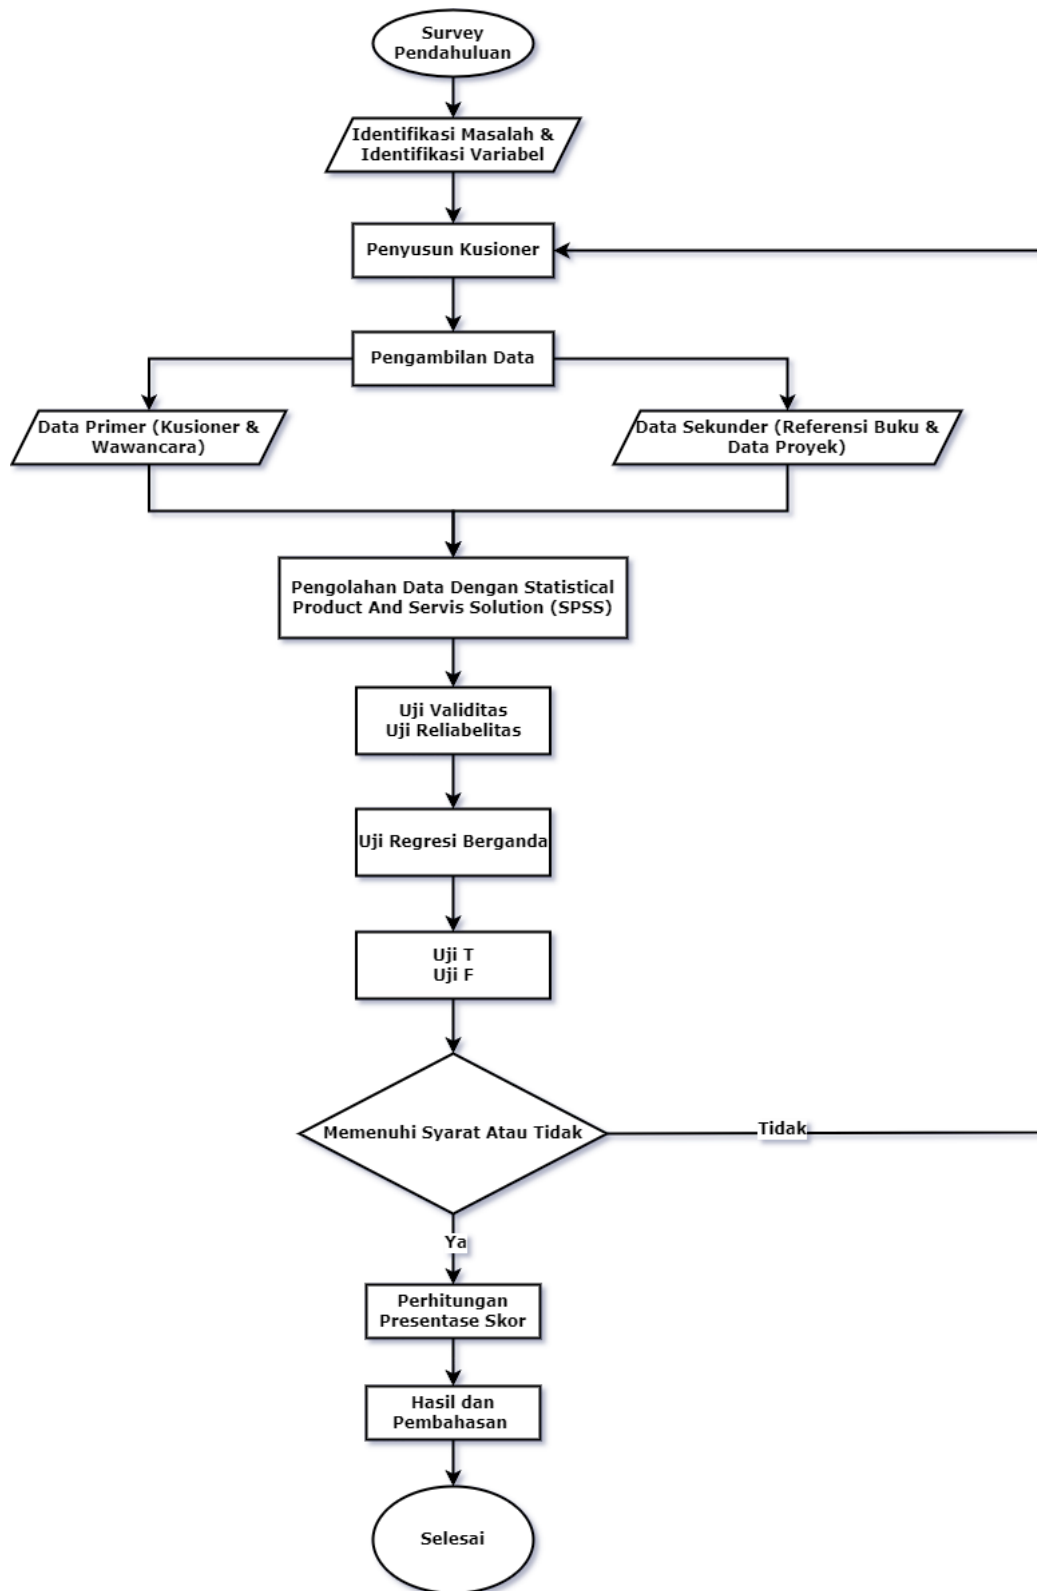 Survey
Pendahuluan
Identifikasi Masalah &
Identifikasi Variabel
Penyusun Kusioner
Pengambilan Data
Data Primer (Kusioner &
Wawancara)
Data Sekunder (Referensi Buku &
Data Proyek)
Pengolahan Data Dengan Statistical
Product And Servis Solution (SPSS)
Uji Validitas
Uji Reliabelitas
Uji Regresi Berganda
Uji T
Uji F
Memenuhi Syarat Atau Tidak
Tidak
Ya
Perhitungan
Presentase Skor
Hasil dan
Pembahasan
Selesai